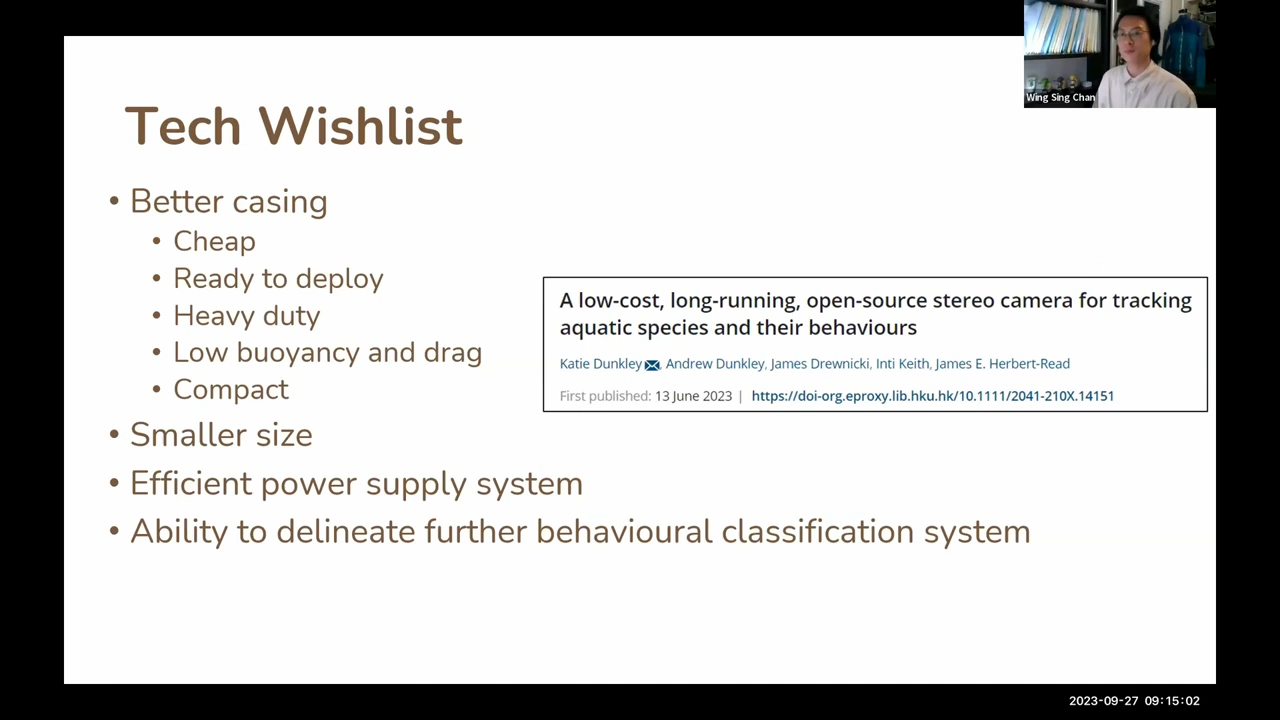 Wing Sing Chan
Tech Wishlist
• Better casing
• Cheap
• Ready to deploy
• Heavy duty
• Low buoyancy and drag
• Compact
• Smaller size
• Efficient power supply system
• Ability to delineate further behavioural classification system
A low-cost, long-running, open-source stereo camera for tracking
aquatic species and their behaviours
Katie Dunkley, Andrew Dunkley, James Drewnicki, Inti Keith, James E. Herbert-Read
First published: 13 June 2023 | https://doi-org.eproxy.lib.hku.hk/10.1111/2041-210X.14151
2023-09-27 09:15:02